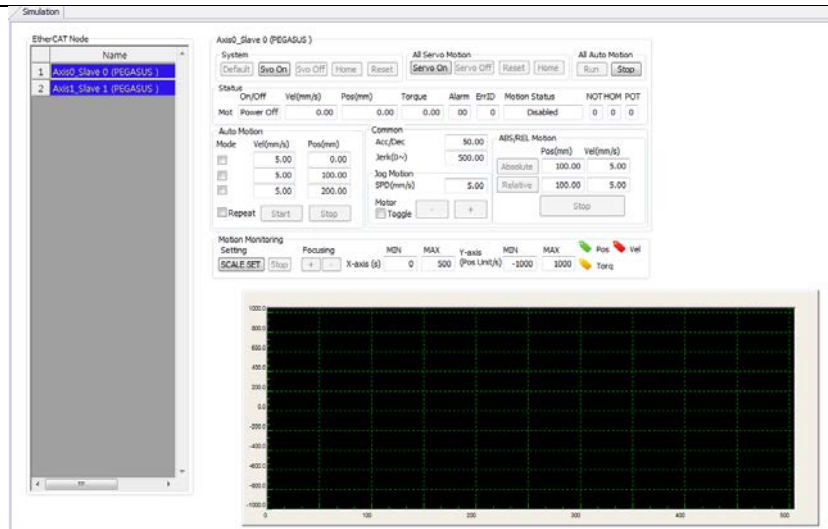 Simulation
EtherCAT Node
Name
1 Axis0_Slave 0 (PEGASUS )
2 Axis1_Slave 1 (PEGASUS )
Axis0_Slave 0 (PEGASUS )
System
Default Svo On Svo Off Home Reset
All Servo Motion
Servo On Servo Off Reset Home
All Auto Motion
Run Stop
Status
On/Off Vel(mm/s) Pos(mm) Torque Alarm ErrID Motion Status NOT HOM POT
Mot Power Off 0.00 0.00 0.00 00 0 Disabled 0 0 0
Auto Motion
Mode Vel(mm/s) Pos(mm)
5.00 0.00
5.00 100.00
5.00 200.00
Repeat Start Stop
Common
Acc/Dec 50.00
Jerk(0~) 500.00
Jog Motion
SPD(mm/s) 5.00
Motor
Toggle - +
ABS/REL Motion
Pos(mm) Vel(mm/s)
Absolute 100.00 5.00
Relative 100.00 5.00
Stop
Motion Monitoring
Setting Focusing MIN MAX Y-axis MIN MAX Pos Vel
SCALE SET Stop + - X-axis (s) 0 500 (Pos Unit/s) -1000 1000 Torq
1000.0
800.0
600.0
400.0
200.0
0.0
-200.0
-400.0
-600.0
-800.0
-1000.0
0 100 200 300 400 500